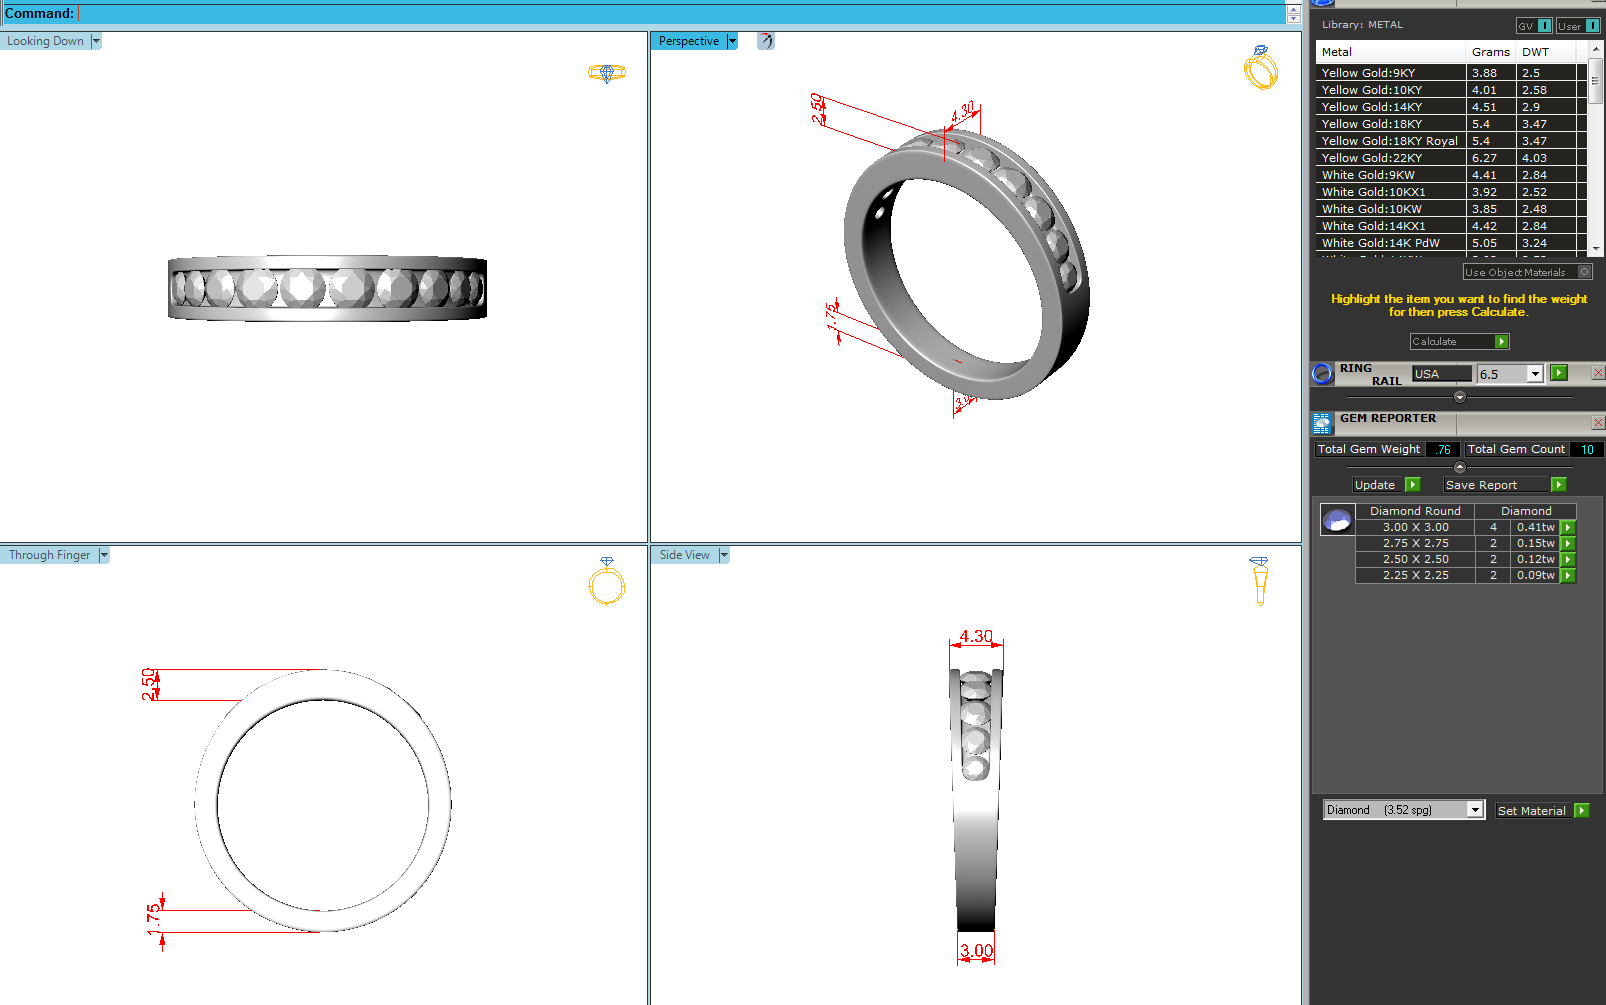 Command:
Looking Down
Perspective
2.50
4.30
1.75
3.00
Through Finger
2.50
1.75
Side View
4.30
3.00
Library: METAL
GV I User I
Metal Grams DWT
Yellow Gold:9KY 3.88 2.5
Yellow Gold:10KY 4.01 2.58
Yellow Gold:14KY 4.51 2.9
Yellow Gold:18KY 5.4 3.47
Yellow Gold:18KY Royal 5.4 3.47
Yellow Gold:22KY 6.27 4.03
White Gold:9KW 4.41 2.84
White Gold:10KX1 3.92 2.52
White Gold:10KW 3.85 2.48
White Gold:14KX1 4.42 2.84
White Gold:14K PdW 5.05 3.24
Use Object Materials
Highlight the item you want to find the weight
for then press Calculate.
Calculate
RING
RAIL USA 6.5
GEM REPORTER
Total Gem Weight .76 Total Gem Count 10
Update Save Report
Diamond Round Diamond
3.00 X 3.00 4 0.41tw
2.75 X 2.75 2 0.15tw
2.50 X 2.50 2 0.12tw
2.25 X 2.25 2 0.09tw
Diamond (3.52 spg) Set Material